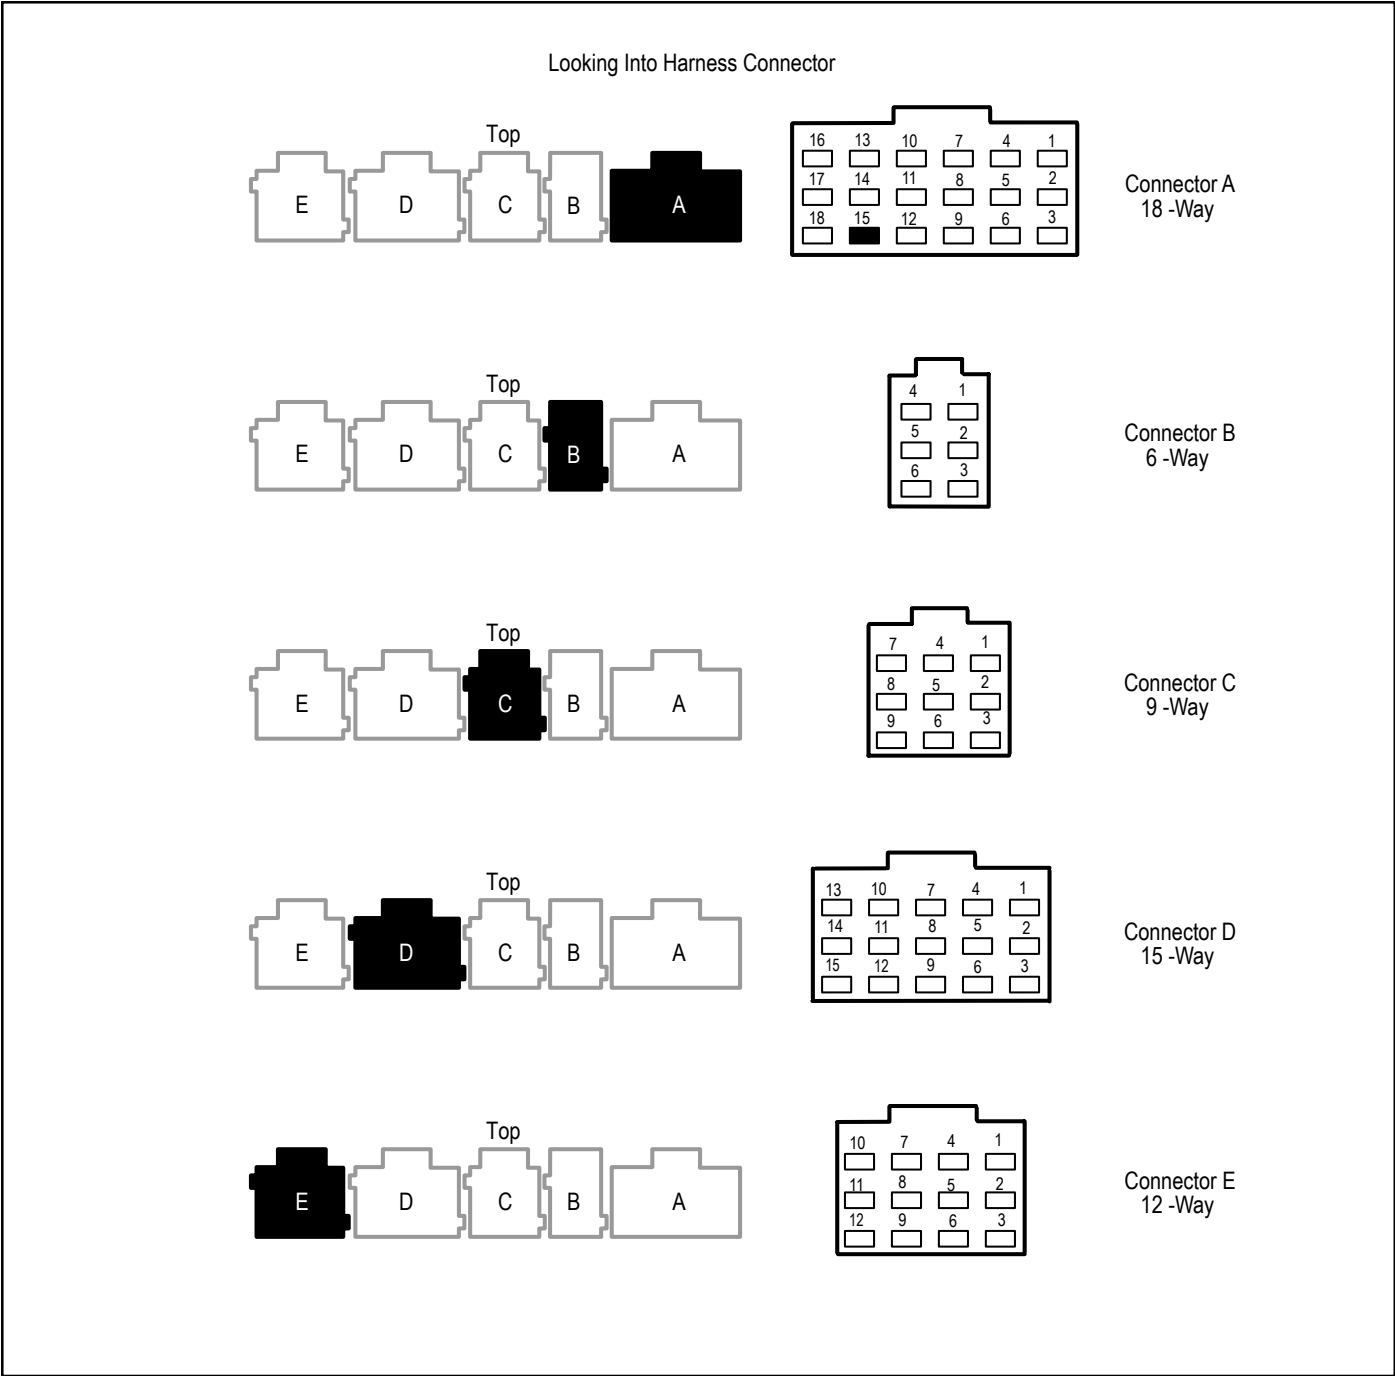 Looking Into Harness Connector
Top
E D C B A
16 13 10 7 4 1
17 14 11 8 5 2
18 15 12 9 6 3
Connector A
18 -Way
Top
E D C B A
4 1
5 2
6 3
Connector B
6 -Way
Top
E D C B A
7 4 1
8 5 2
9 6 3
Connector C
9 -Way
Top
E D C B A
13 10 7 4 1
14 11 8 5 2
15 12 9 6 3
Connector D
15 -Way
Top
E D C B A
10 7 4 1
11 8 5 2
12 9 6 3
Connector E
12 -Way